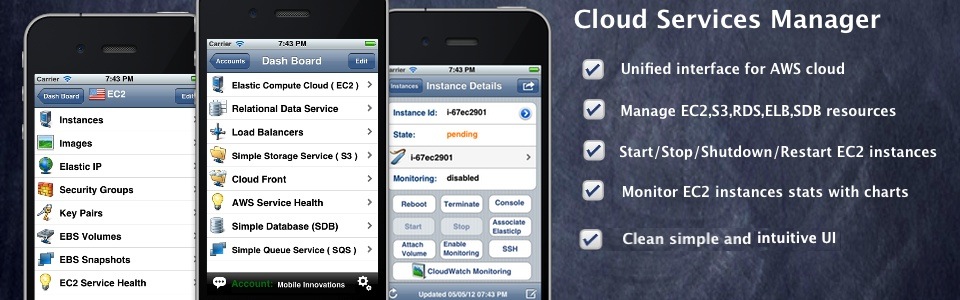 Carrier 7:43 PM
Dash Board EC2 Edit
Instances
Images
Elastic IP
Security Groups
Key Pairs
EBS Volumes
EBS Snapshots
EC2 Service Health
Carrier 7:43 PM
Accounts Dash Board Edit
Elastic Compute Cloud ( EC2 )
Relational Data Service
Load Balancers
Simple Storage Service ( S3 )
Cloud Front
AWS Service Health
Simple Database (SDB)
Simple Queue Service ( SQS )
Account: Mobile Innovations
arrier 7:43 PM
Instances Instance Details
Instance Id: i-67ec2901
State: pending
i-67ec2901
Monitoring: disabled
Reboot Terminate Console
Start Stop Associate
ElasticIp
Attach Enable SSH
Volume Monitoring
CloudWatch Monitoring
Updated 05/05/12 07:43 PM
Cloud Services Manager
Unified interface for AWS cloud
Manage EC2,S3,RDS,ELB,SDB resources
Start/Stop/Shutdown/Restart EC2 instances
Monitor EC2 instances stats with charts
Clean simple and intuitive UI